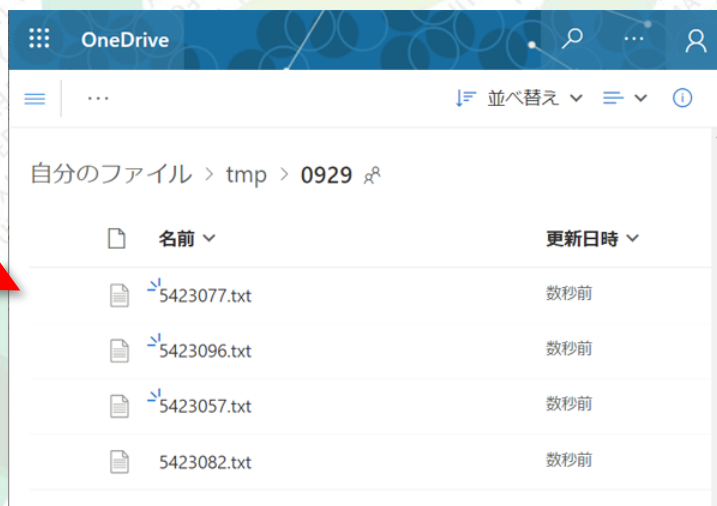 OneDrive
並べ替え
自分のファイル > tmp > 0929
名前 更新日時
5423077.txt 数秒前
5423096.txt 数秒前
5423057.txt 数秒前
5423082.txt 数秒前